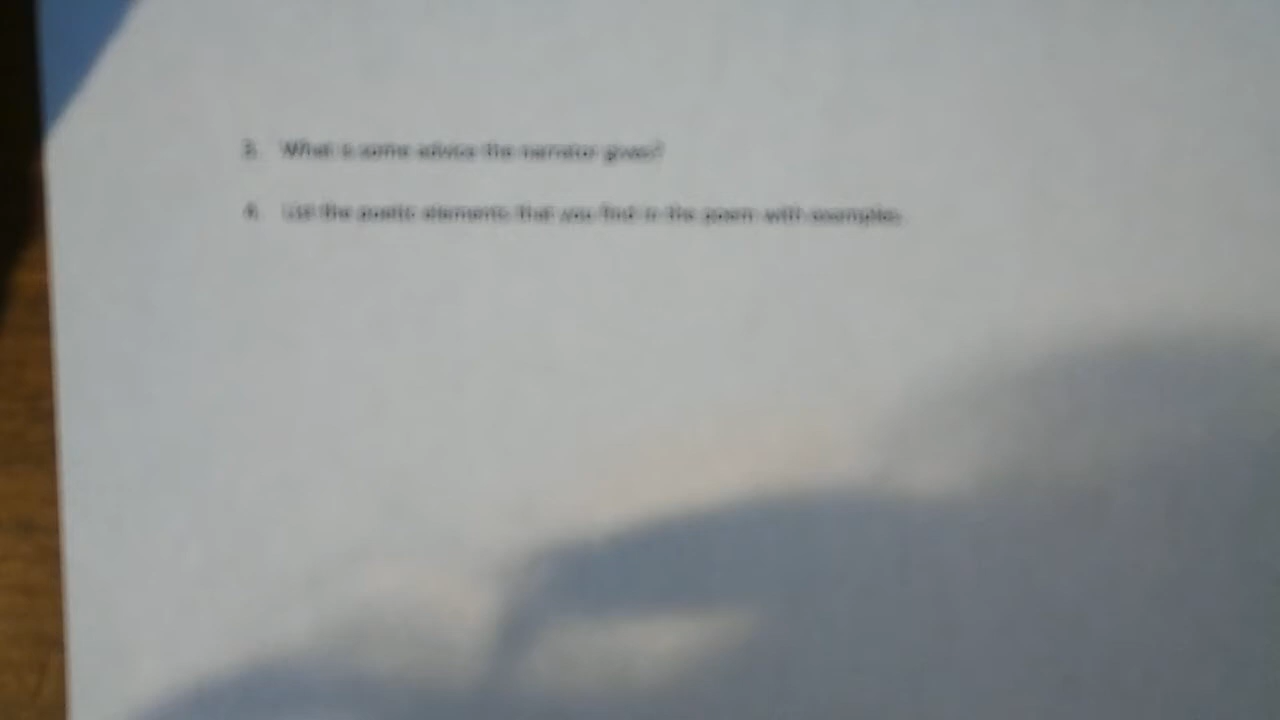 3. What is some advice the narrator gives?
4. List the poetic elements that you find in the poem with examples.